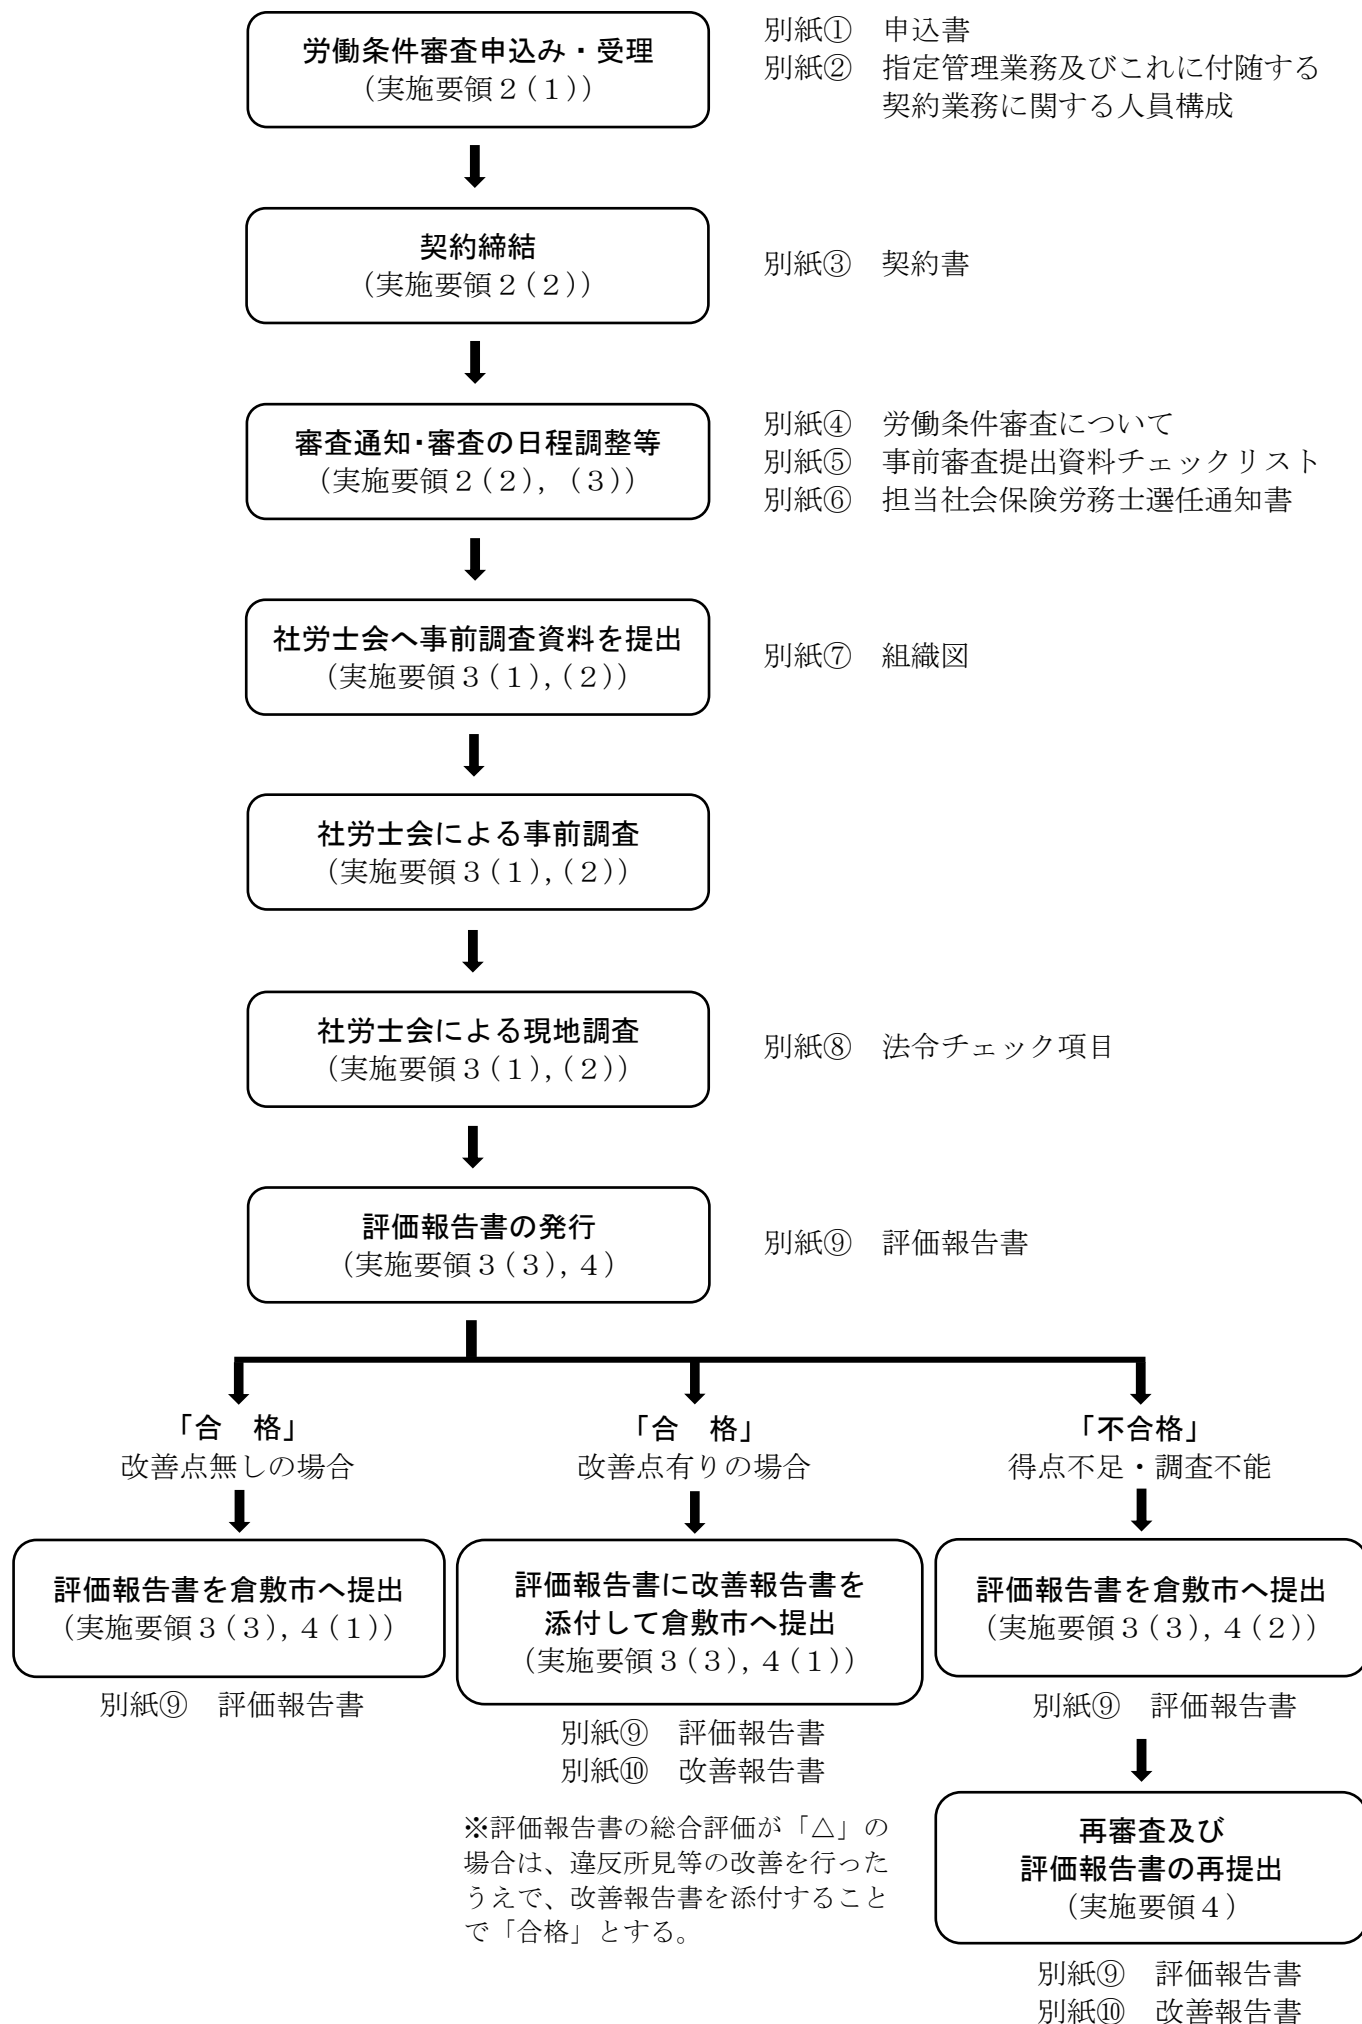 労働条件審査申込み・受理
（実施要領２（１））
別紙①　申込書
別紙②　指定管理業務及びこれに付随する
契約業務に関する人員構成
契約締結
（実施要領２（２））
別紙③　契約書
審査通知・審査の日程調整等
（実施要領２（２），（３））
別紙④　労働条件審査について
別紙⑤　事前審査提出資料チェックリスト
別紙⑥　担当社会保険労務士選任通知書
社労士会へ事前調査資料を提出
（実施要領３（１），（２））
別紙⑦　組織図
社労士会による事前調査
（実施要領３（１），（２））
社労士会による現地調査
（実施要領３（１），（２））
別紙⑧　法令チェック項目
評価報告書の発行
（実施要領３（３），４）
別紙⑨　評価報告書
「合　格」
改善点無しの場合
評価報告書を倉敷市へ提出
（実施要領３（３），４（１））
別紙⑨　評価報告書
「合　格」
改善点有りの場合
評価報告書に改善報告書を
添付して倉敷市へ提出
（実施要領３（３），４（１））
別紙⑨　評価報告書
別紙⑩　改善報告書
※評価報告書の総合評価が「△」の
場合は、違反所見等の改善を行った
うえで、改善報告書を添付すること
で「合格」とする。
「不合格」
得点不足・調査不能
評価報告書を倉敷市へ提出
（実施要領３（３），４（２））
別紙⑨　評価報告書
再審査及び
評価報告書の再提出
（実施要領４）
別紙⑨　評価報告書
別紙⑩　改善報告書